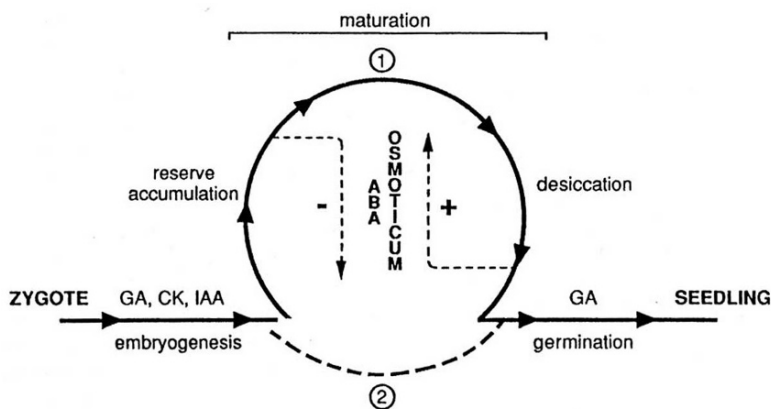 maturation
①
reserve
accumulation
-
ABA
OSMOTICUM
+
desiccation
ZYGOTE
GA, CK, IAA
embryogenesis
GA
SEEDLING
germination
②